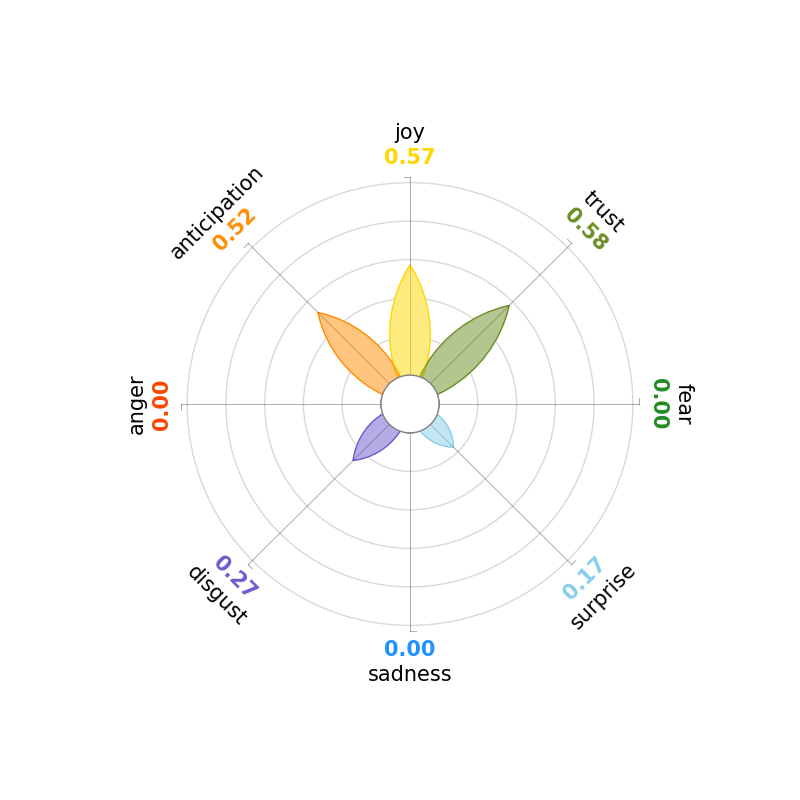 joy
0.57
anticipation
0.52
trust
0.58
anger
0.00
fear
0.00
disgust
0.27
surprise
0.17
0.00
sadness